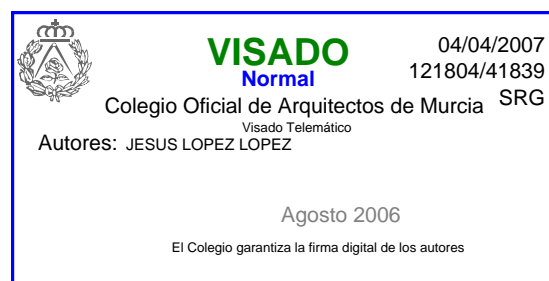 VISADO
Normal
04/04/2007
121804/41839
SRG
Colegio Oficial de Arquitectos de Murcia
Visado Telemático
Autores: JESUS LOPEZ LOPEZ
Agosto 2006
El Colegio garantiza la firma digital de los autores